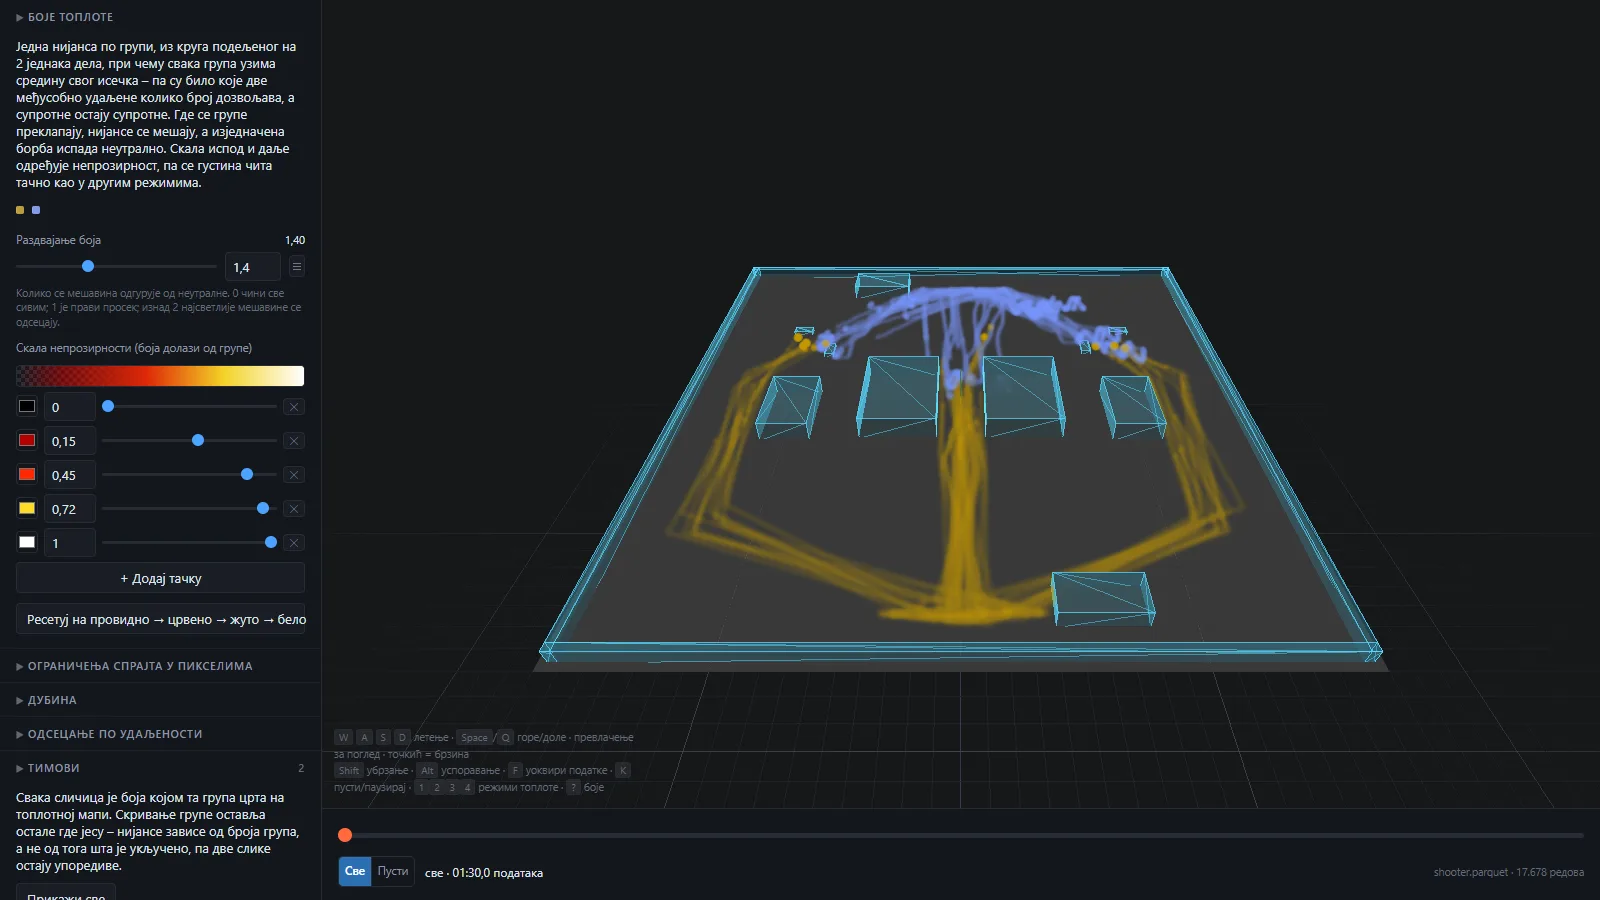 ▶ БОЈЕ ТОПЛОТЕ
Једна нијанса по групи, из круга подељеног на
2 једнака дела, при чему свака група узима
средину свог исечка – па су било које две
међусобно удаљене колико број дозвољава, а
супротне остају супротне. Где се групе
преклапају, нијансе се мешају, а изједначена
борба испада неутрално. Скала испод и даље
одређује непрозирност, па се густина чита
тачно као у другим режимима.
Раздвајање боја 1,40
1,4
Колико се мешавина одгурује од неутралне. 0 чини све
сивим; 1 је прави просек; изнад 2 најсветлије мешавине се
одсецају.
Скала непрозирности (боја долази од групе)
0
0,15
0,45
0,72
1
+ Додај тачку
Ресетуј на провидно → црвено → жуто → бело
▶ ОГРАНИЧЕЊА СПРАЈТА У ПИКСЕЛИМА
▶ ДУБИНА
▶ ОДСЕЦАЊЕ ПО УДАЉЕНОСТИ
▶ ТИМОВИ 2
Свака сличица је боја којом та група црта на
топлотној мапи. Скривање групе оставља
остале где јесу – нијансе зависе од броја група,
а не од тога шта је укључено, па две слике
остају упоредиве.
Прикажи све
W A S D летење · Space / Q горе/доле · превлачење
за поглед · точкић = брзина
Shift убрзање · Alt успоравање · F уоквири податке · K
пусти/паузирај · 1 2 3 4 режими топлоте · ? боје
Све Пусти све · 01:30,0 података
shooter.parquet · 17.678 редова